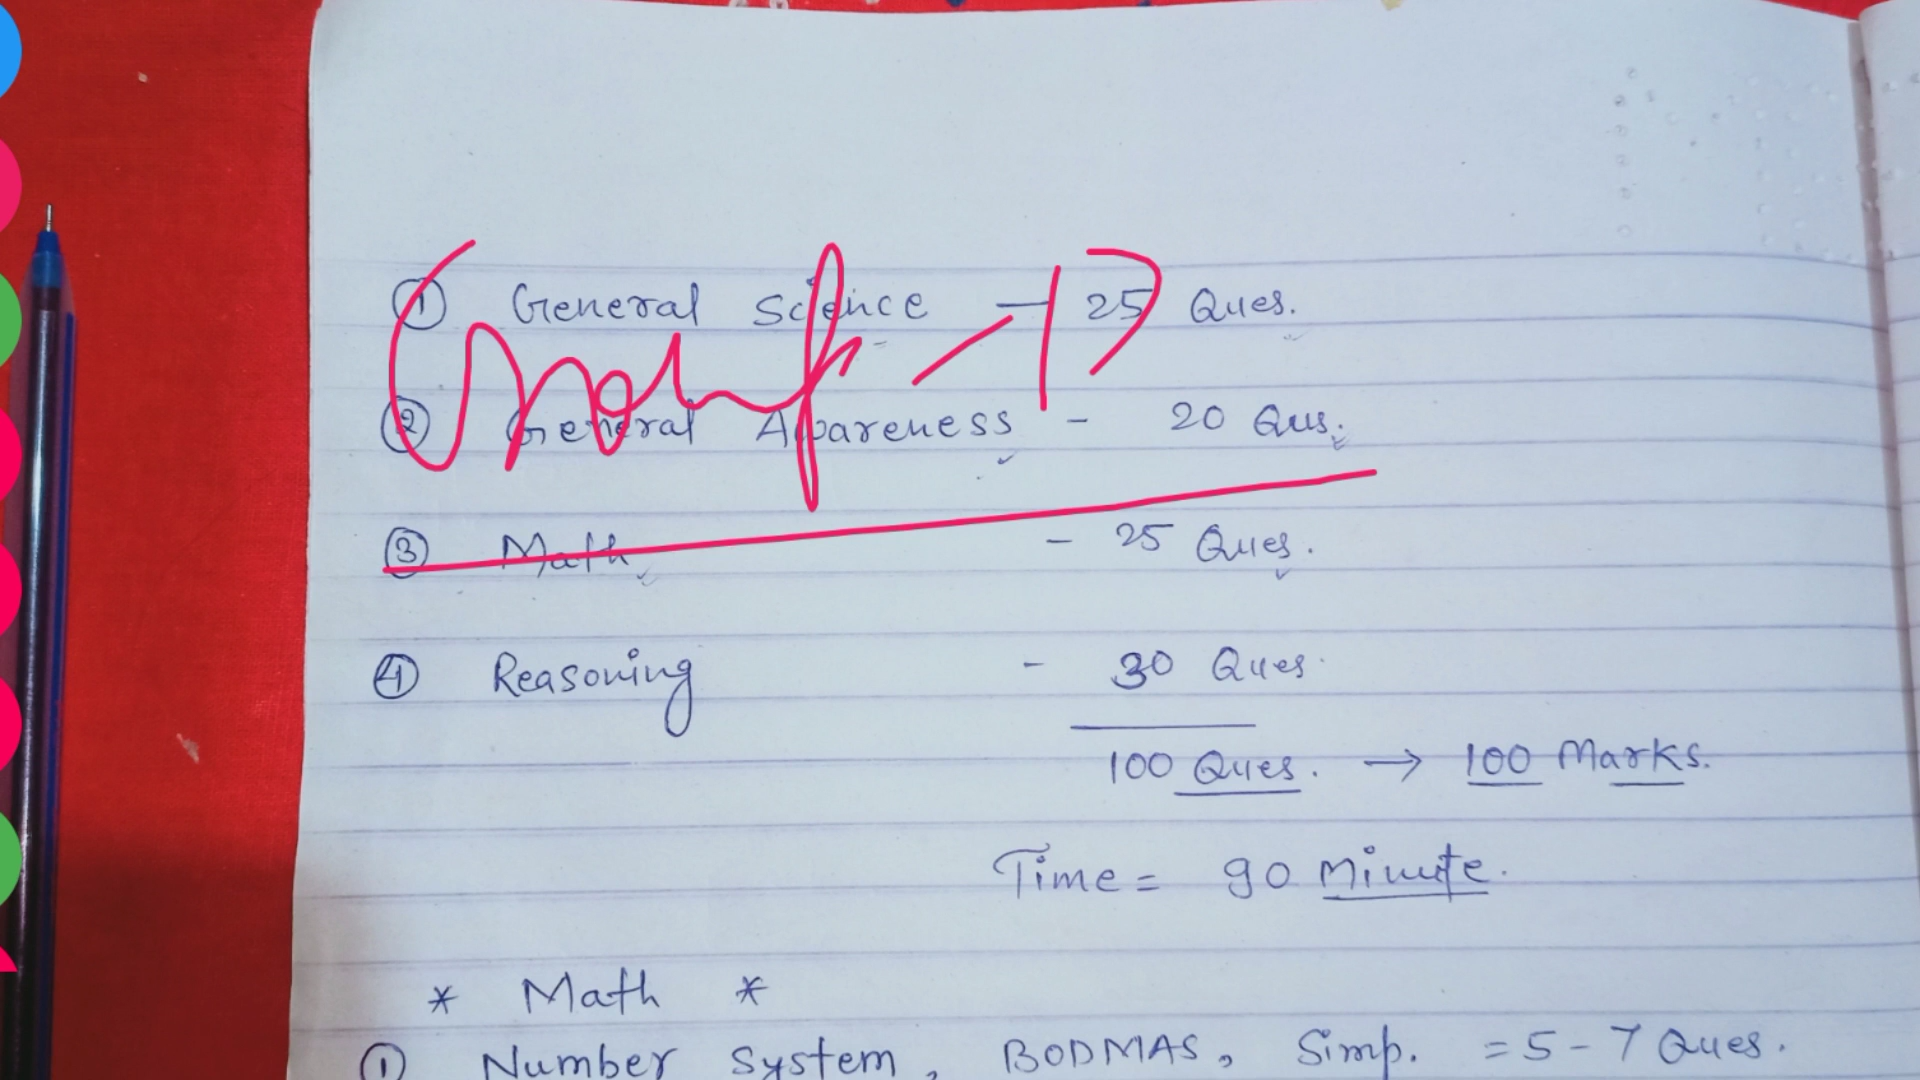 ① General Science — 25 Ques.
② General Awareness - 20 Qus.
③ Math - 25 Ques.
④ Reasoning - 30 Ques.
100 Ques. → 100 Marks.
Time = 90 Minute.
* Math *
① Number System, BODMAS, Simp. = 5 - 7 Ques.